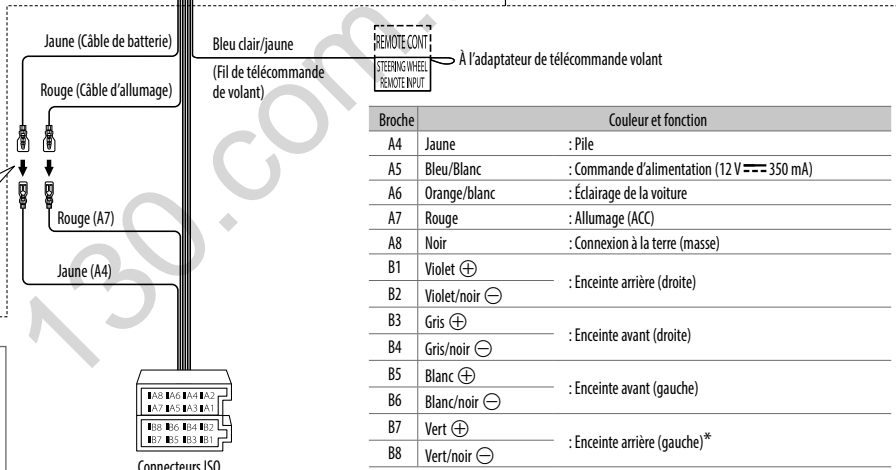 Jaune (Câble de batterie)
Rouge (Câble d'allumage)
Bleu clair/jaune
(Fil de télécommande
de volant)
REMOTE CONT
STEERING WHEEL
REMOTE INPUT
À l'adaptateur de télécommande volant
Rouge (A7)
Jaune (A4)
A8 A6 A4 A2
A7 A5 A3 A1
B8 B6 B4 B2
B7 B5 B3 B1
Connecteurs ISO
Broche Couleur et fonction
A4 Jaune : Pile
A5 Bleu/Blanc : Commande d'alimentation (12 V ⎓ 350 mA)
A6 Orange/blanc : Éclairage de la voiture
A7 Rouge : Allumage (ACC)
A8 Noir : Connexion à la terre (masse)
B1 Violet ⊕
: Enceinte arrière (droite)
B2 Violet/noir ⊖
B3 Gris ⊕
: Enceinte avant (droite)
B4 Gris/noir ⊖
B5 Blanc ⊕
: Enceinte avant (gauche)
B6 Blanc/noir ⊖
B7 Vert ⊕
: Enceinte arrière (gauche)*
B8 Vert/noir ⊖
130.com.